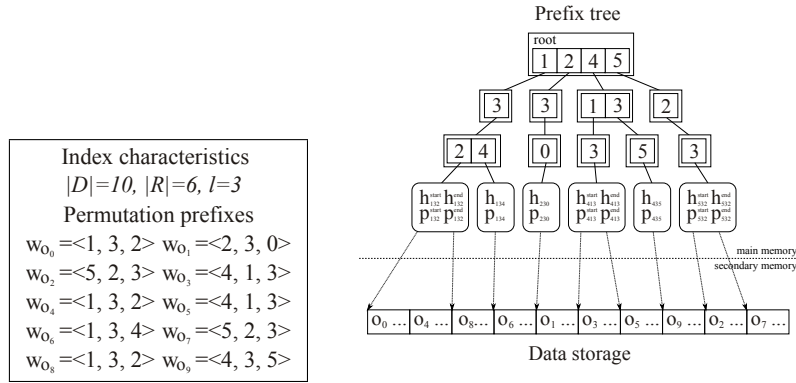 Prefix tree
root
1 2 4 5
3 3 1 3 2
2 4 0 3 5 3
h₁₃₂ˢᵗᵃʳᵗ h₁₃₂ᵉⁿᵈ h₁₃₄ h₂₃₀ h₄₁₃ˢᵗᵃʳᵗ h₄₁₃ᵉⁿᵈ h₄₃₅ h₅₃₂ˢᵗᵃʳᵗ h₅₃₂ᵉⁿᵈ
p₁₃₂ˢᵗᵃʳᵗ p₁₃₂ᵉⁿᵈ p₁₃₄ p₂₃₀ p₄₁₃ˢᵗᵃʳᵗ p₄₁₃ᵉⁿᵈ p₄₃₅ p₅₃₂ˢᵗᵃʳᵗ p₅₃₂ᵉⁿᵈ
main memory
secondary memory
o₀ ... o₄ ... o₈... o₆ ... o₁ ... o₃ ... o₅ ... o₉ ... o₂ ... o₇ ...
Data storage
Index characteristics
|D|=10, |R|=6, l=3
Permutation prefixes
wₒ₀ =<1, 3, 2> wₒ₁ =<2, 3, 0>
wₒ₂ =<5, 2, 3> wₒ₃ =<4, 1, 3>
wₒ₄ =<1, 3, 2> wₒ₅ =<4, 1, 3>
wₒ₆ =<1, 3, 4> wₒ₇ =<5, 2, 3>
wₒ₈ =<1, 3, 2> wₒ₉ =<4, 3, 5>